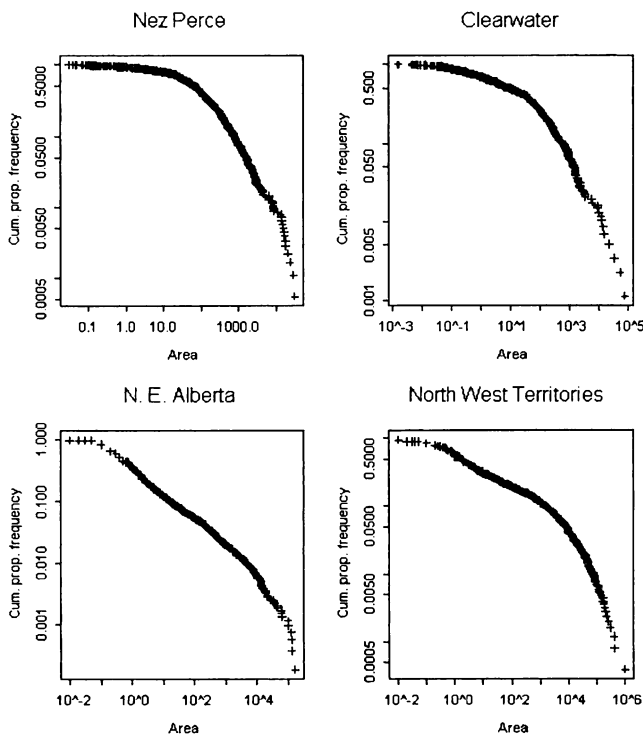 Nez Perce
Cum. prop. frequency
0.5000
0.0500
0.0050
0.0005
0.1 1.0 10.0 1000.0
Area
Clearwater
Cum. prop. frequency
0.500
0.050
0.005
0.001
10^-3 10^-1 10^1 10^3 10^5
Area
N. E. Alberta
Cum. prop. frequency
1.000
0.100
0.010
0.001
10^-2 10^0 10^2 10^4
Area
North West Territories
Cum. prop. frequency
0.5000
0.0500
0.0050
0.0005
10^-2 10^0 10^2 10^4 10^6
Area